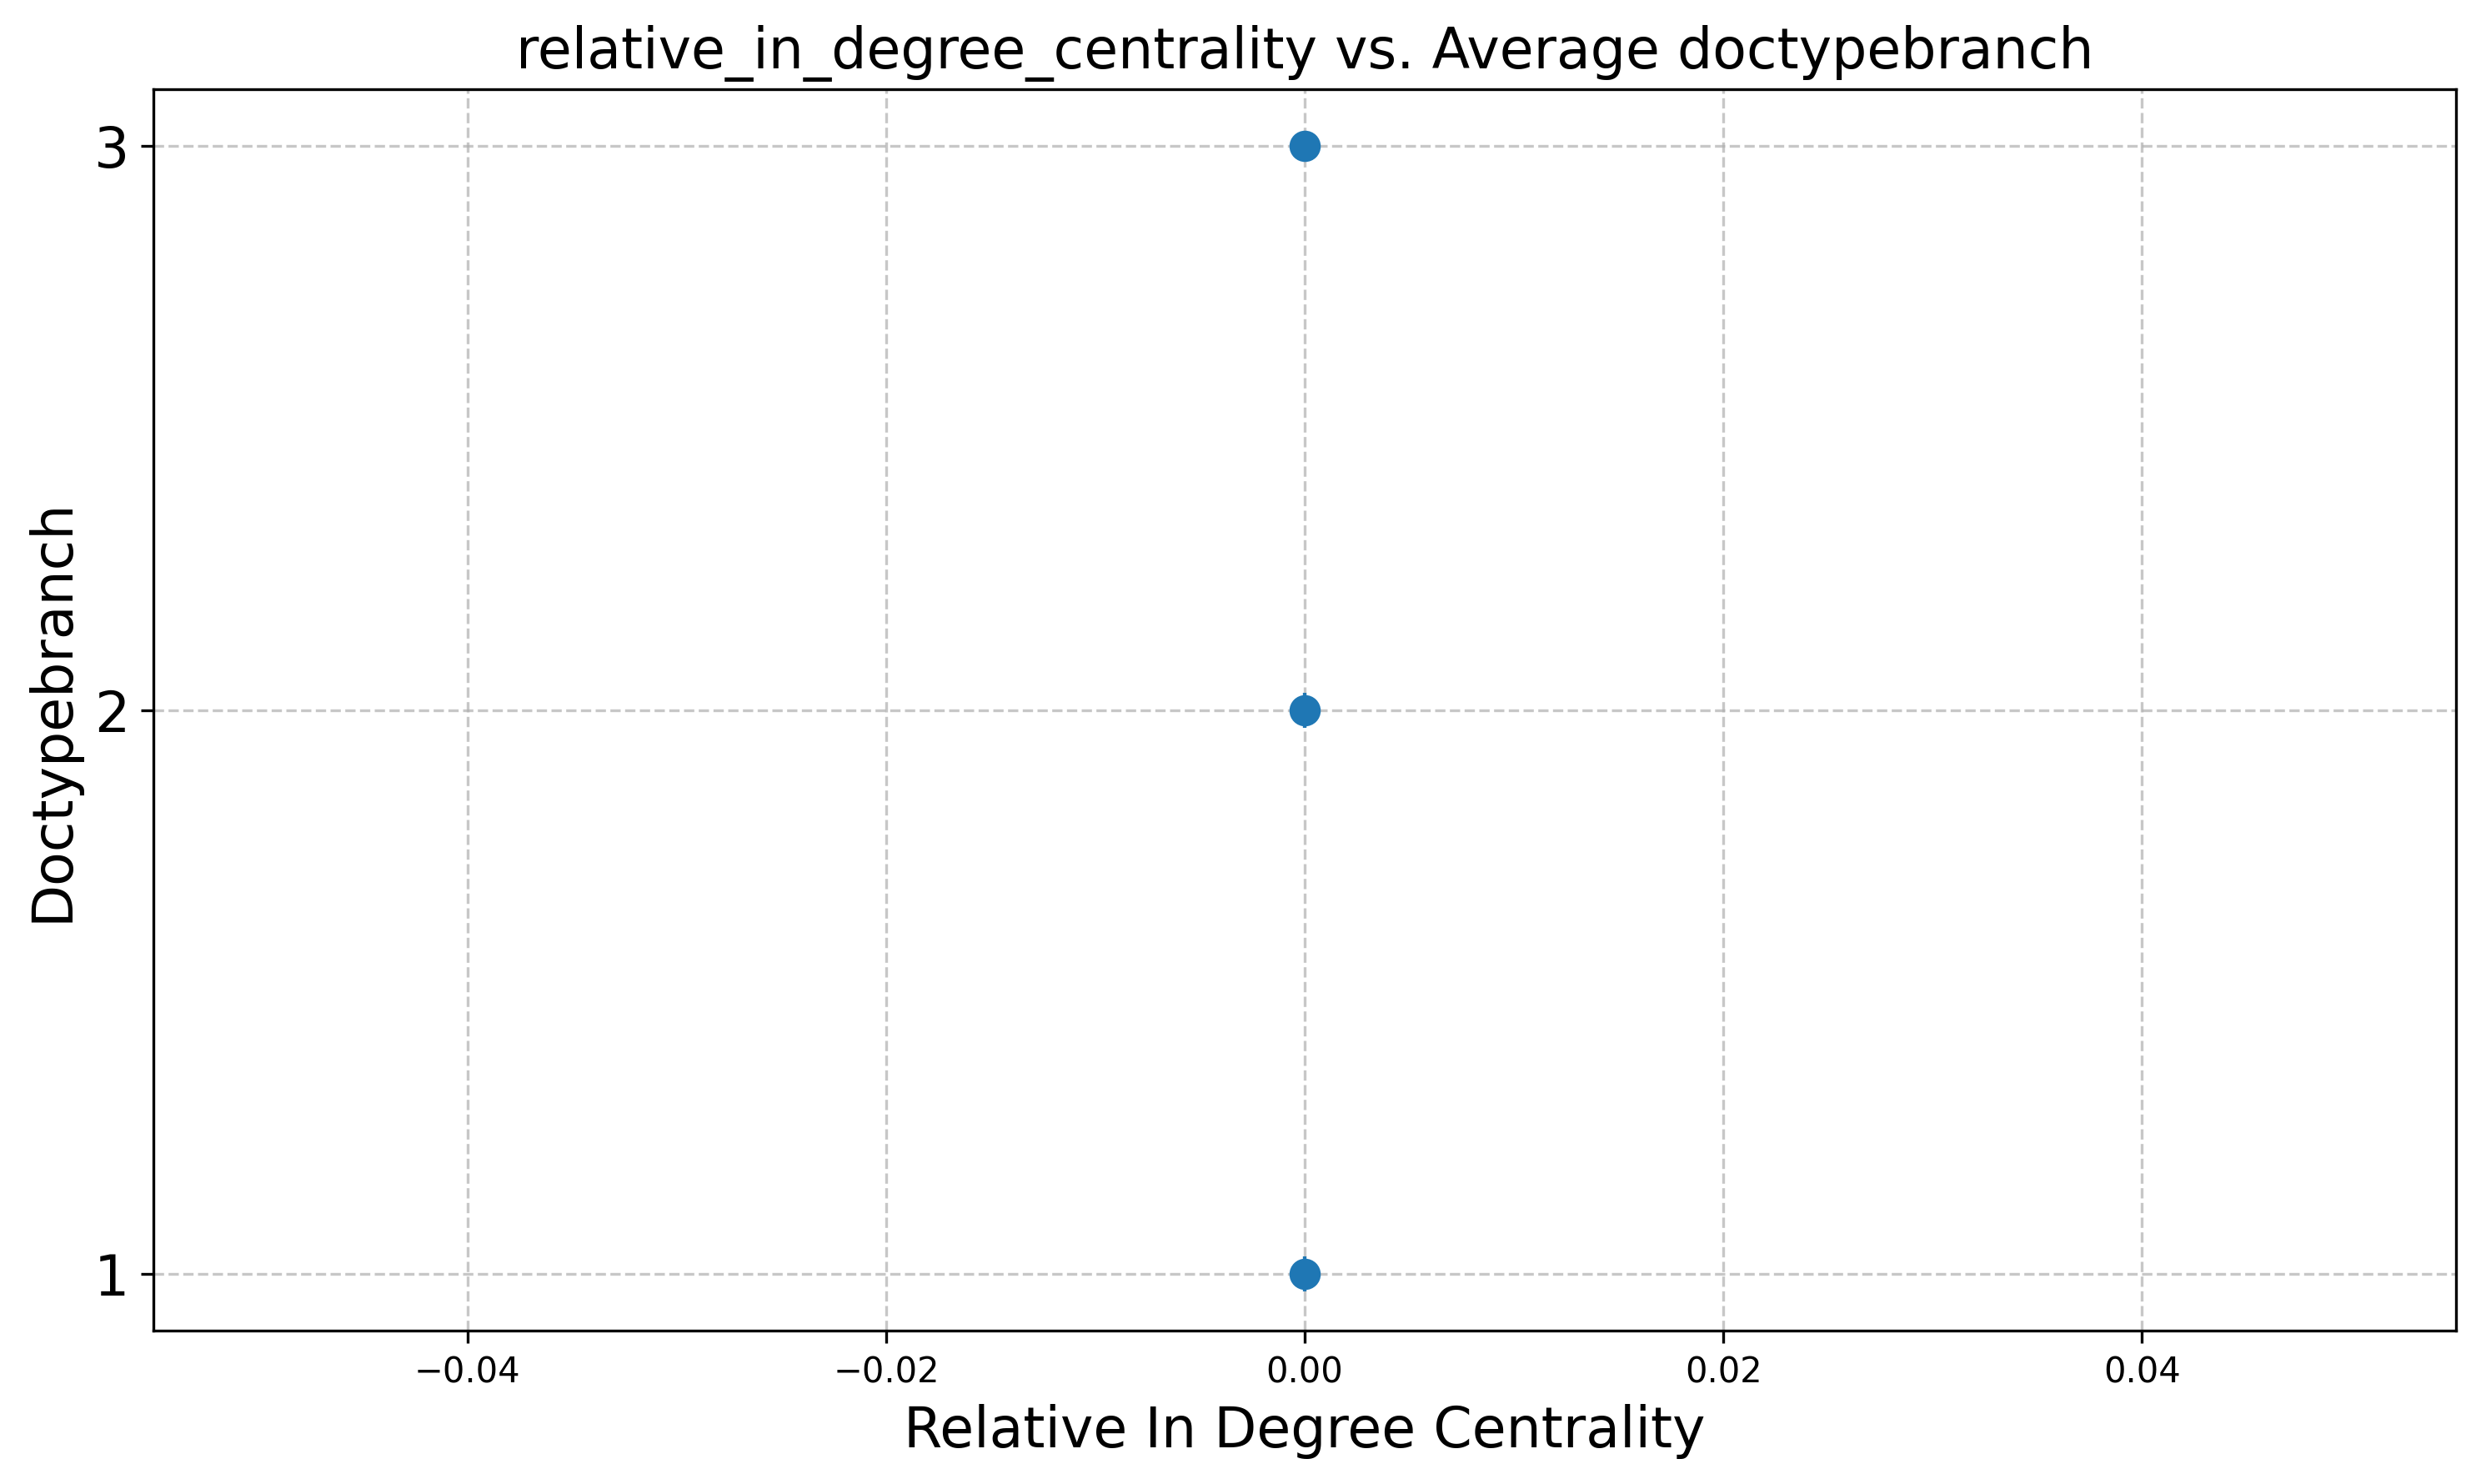 relative_in_degree_centrality vs. Average doctypebranch
3
2
1
Doctypebranch
−0.04 −0.02 0.00 0.02 0.04
Relative In Degree Centrality